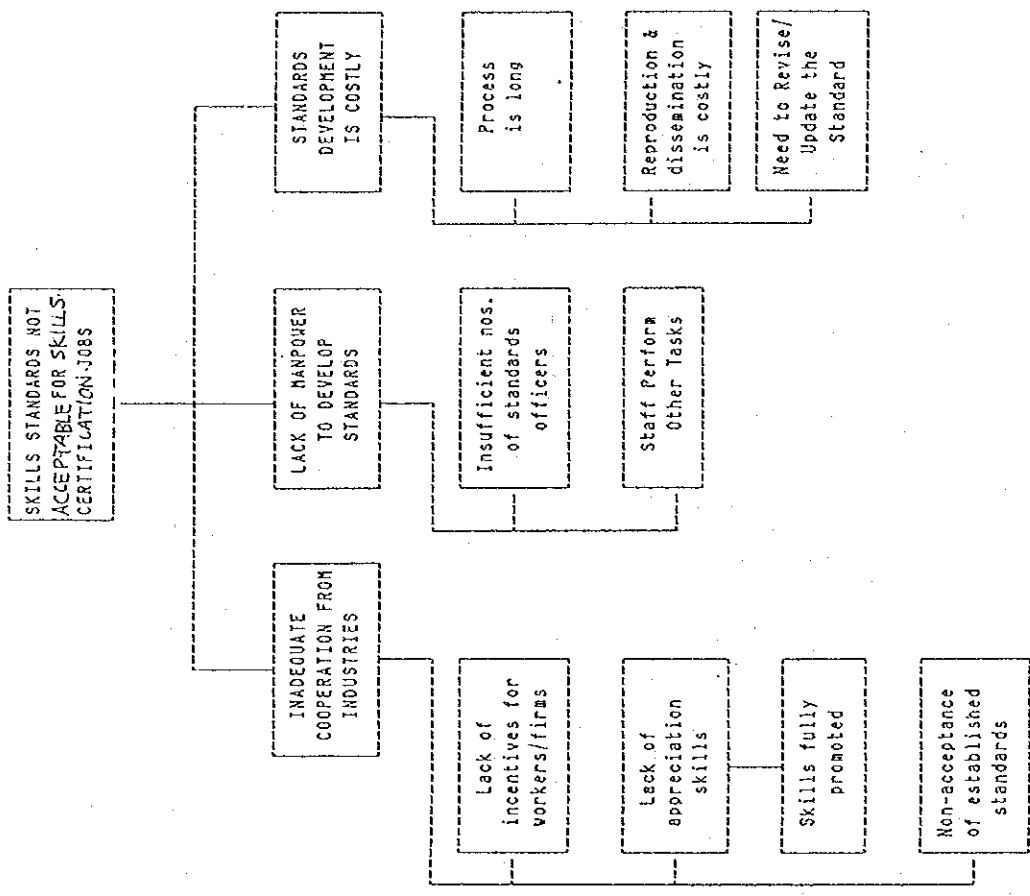 SKILLS STANDARDS NOT
ACCEPTABLE FOR SKILLS
CERTIFICATION JOBS
INADEQUATE
COOPERATION FROM
INDUSTRIES
Lack of
incentives for
workers/firms
Lack of
appreciation
skills
Skills fully
promoted
Non-acceptance
of established
standards
LACK OF MANPOWER
TO DEVELOP
STANDARDS
Insufficient nos.
of standards
officers
Staff Perform
Other Tasks
STANDARDS
DEVELOPMENT
IS COSTLY
Process
is long
Reproduction &
dissemination
is costly
Need to Revise/
Update the
Standard